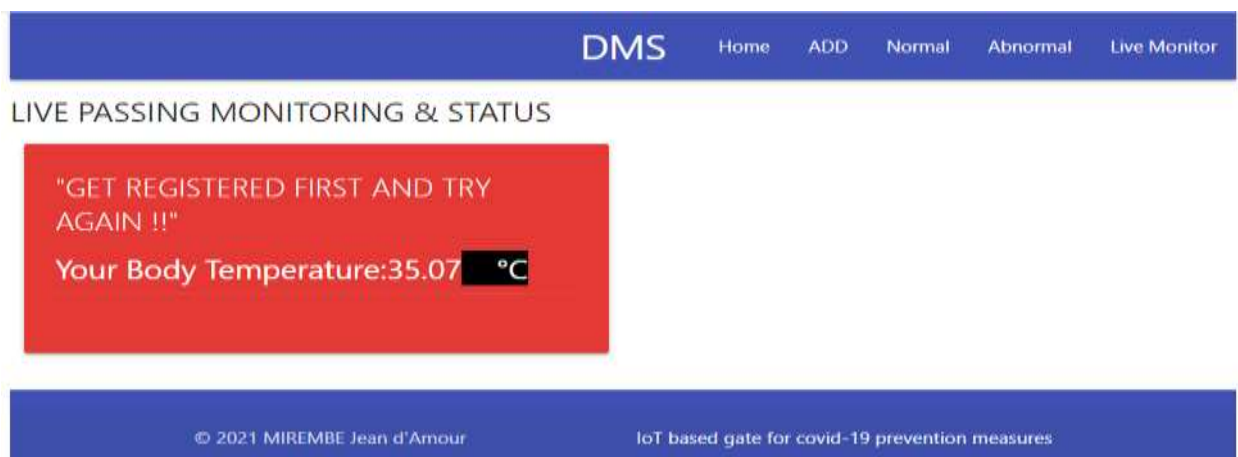 DMS Home ADD Normal Abnormal Live Monitor
LIVE PASSING MONITORING & STATUS
"GET REGISTERED FIRST AND TRY
AGAIN !!"
Your Body Temperature:35.07 °C
© 2021 MIREMBE Jean d'Amour IoT based gate for covid-19 prevention measures